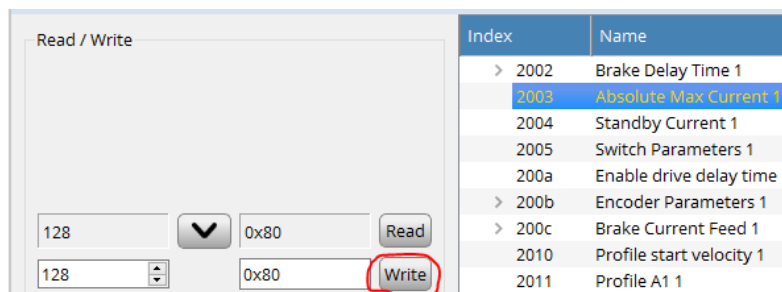 Read / Write
128
0x80
Read
128
0x80
Write
Index
Name
2002
Brake Delay Time 1
2003
Absolute Max Current 1
2004
Standby Current 1
2005
Switch Parameters 1
200a
Enable drive delay time
200b
Encoder Parameters 1
200c
Brake Current Feed 1
2010
Profile start velocity 1
2011
Profile A1 1